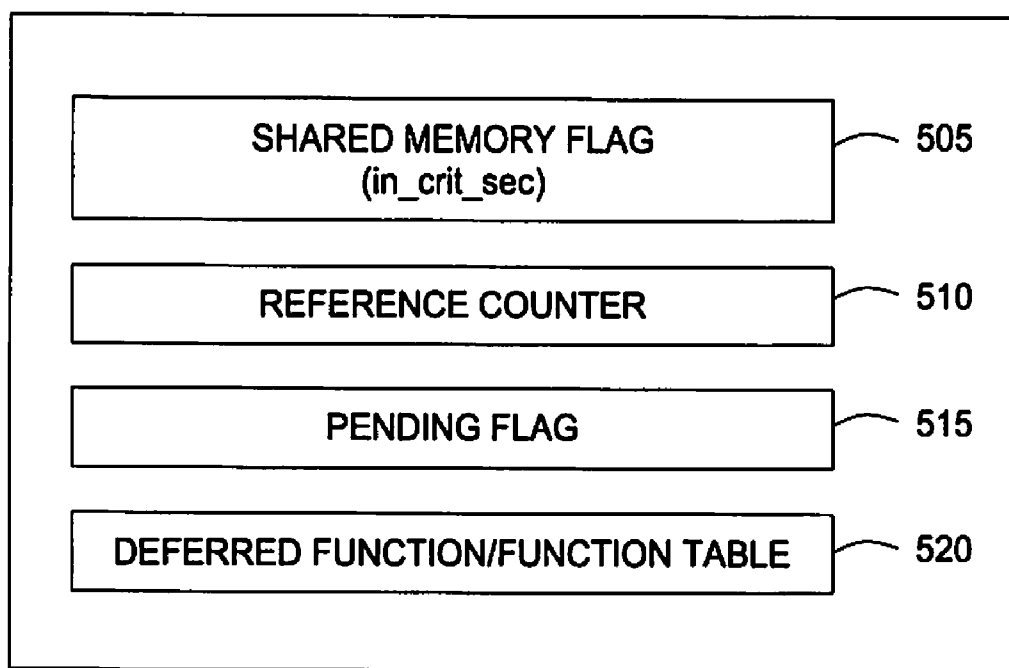 SHARED MEMORY FLAG
(in_crit_sec)
505
REFERENCE COUNTER
510
PENDING FLAG
515
DEFERRED FUNCTION/FUNCTION TABLE
520